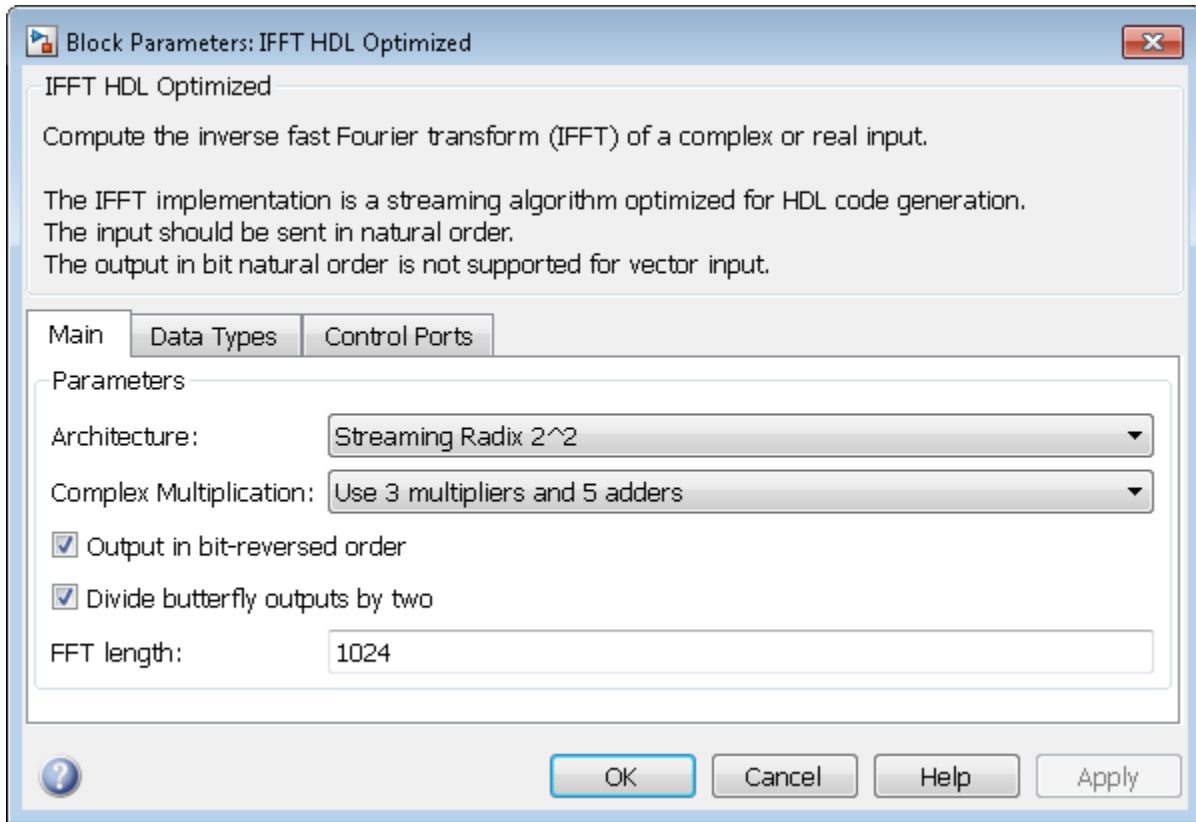 Block Parameters: IFFT HDL Optimized
IFFT HDL Optimized
Compute the inverse fast Fourier transform (IFFT) of a complex or real input.
The IFFT implementation is a streaming algorithm optimized for HDL code generation.
The input should be sent in natural order.
The output in bit natural order is not supported for vector input.
Main Data Types Control Ports
Parameters
Architecture: Streaming Radix 2^2
Complex Multiplication: Use 3 multipliers and 5 adders
Output in bit-reversed order
Divide butterfly outputs by two
FFT length: 1024
? OK Cancel Help Apply